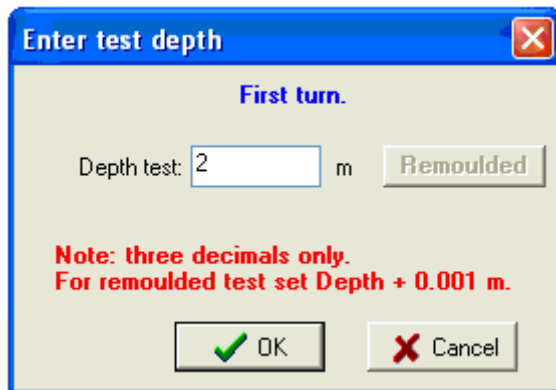 Enter test depth
First turn.
Depth test: 2 m Remoulded
Note: three decimals only.
For remoulded test set Depth + 0.001 m.
OK Cancel